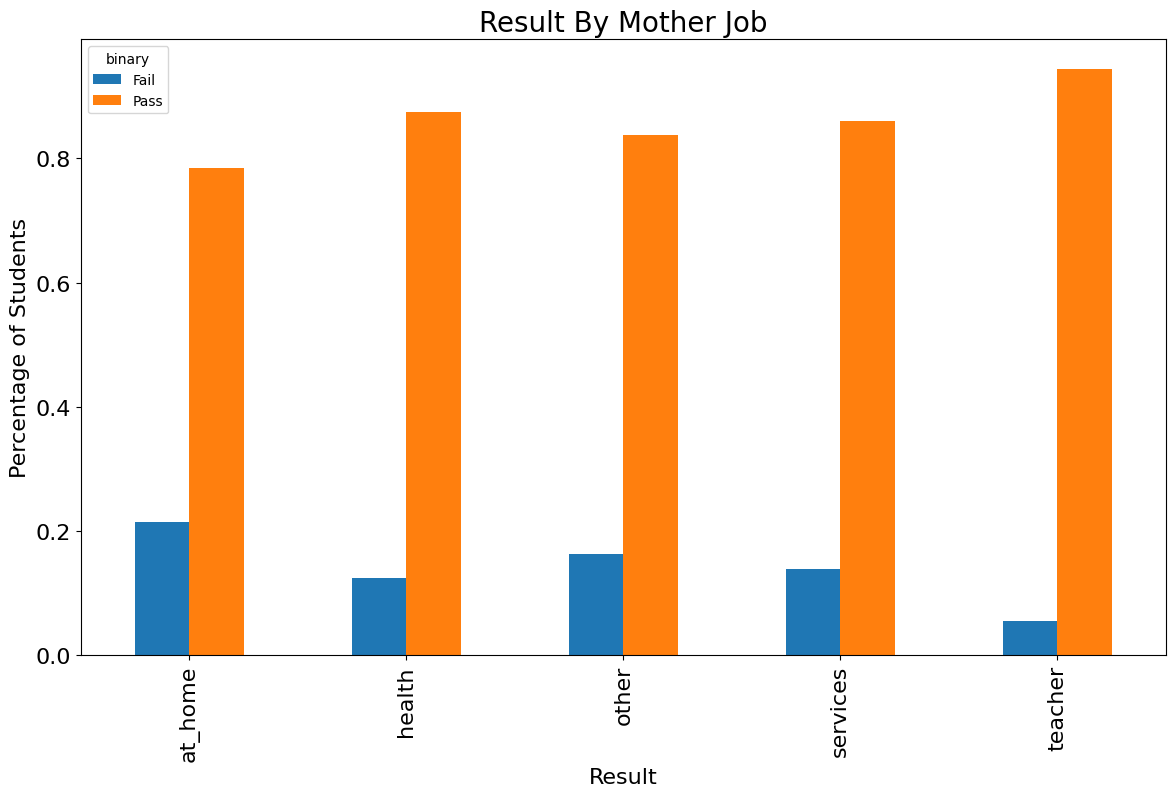 Result By Mother Job
binary
Fail
Pass
Percentage of Students
0.8
0.6
0.4
0.2
0.0
at_home
health
other
services
teacher
Result